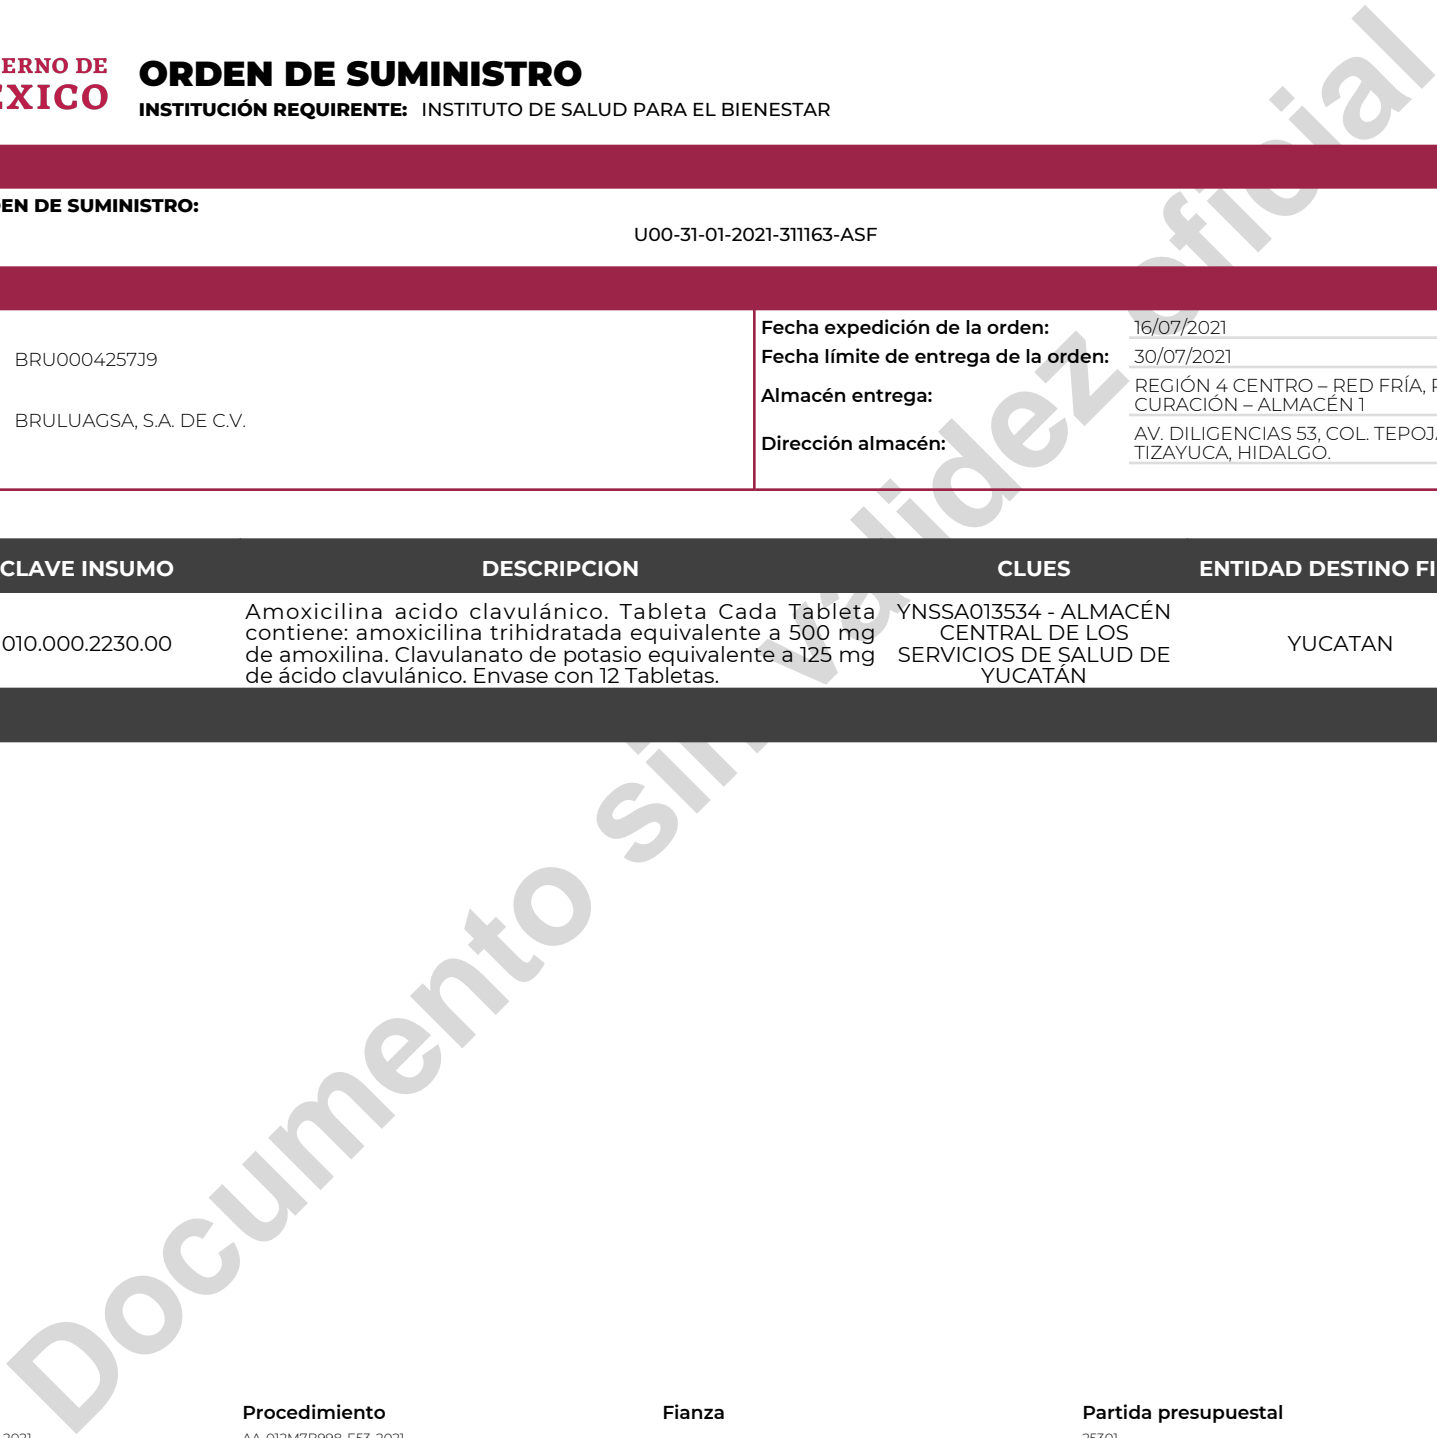 ERNO DE
ORDEN DE SUMINISTRO
INSTITUCIÓN REQUIRENTE: INSTITUTO DE SALUD PARA EL BIENESTAR
EXICO
EN DE SUMINISTRO:
U00-31-01-2021-311163-ASF
BRU0004257J9
BRULUAGSA, S.A. DE C.V.
Fecha expedición de la orden: 16/07/2021
Fecha límite de entrega de la orden: 30/07/2021
Almacén entrega: REGIÓN 4 CENTRO – RED FRÍA,
CURACIÓN – ALMACÉN 1
Dirección almacén: AV. DILIGENCIAS 53, COL. TEPOJA
TIZAYUCA, HIDALGO.
CLAVE INSUMO DESCRIPCION CLUES ENTIDAD DESTINO FI
010.000.2230.00
Amoxicilina acido clavulánico. Tableta Cada Tableta
contiene: amoxicilina trihidratada equivalente a 500 mg
de amoxilina. Clavulanato de potasio equivalente a 125 mg
de ácido clavulánico. Envase con 12 Tabletas.
YNSSA013534 - ALMACÉN
CENTRAL DE LOS
SERVICIOS DE SALUD DE
YUCATÁN
YUCATAN
Documento sin validez oficial
Procedimiento Fianza Partida presupuestal